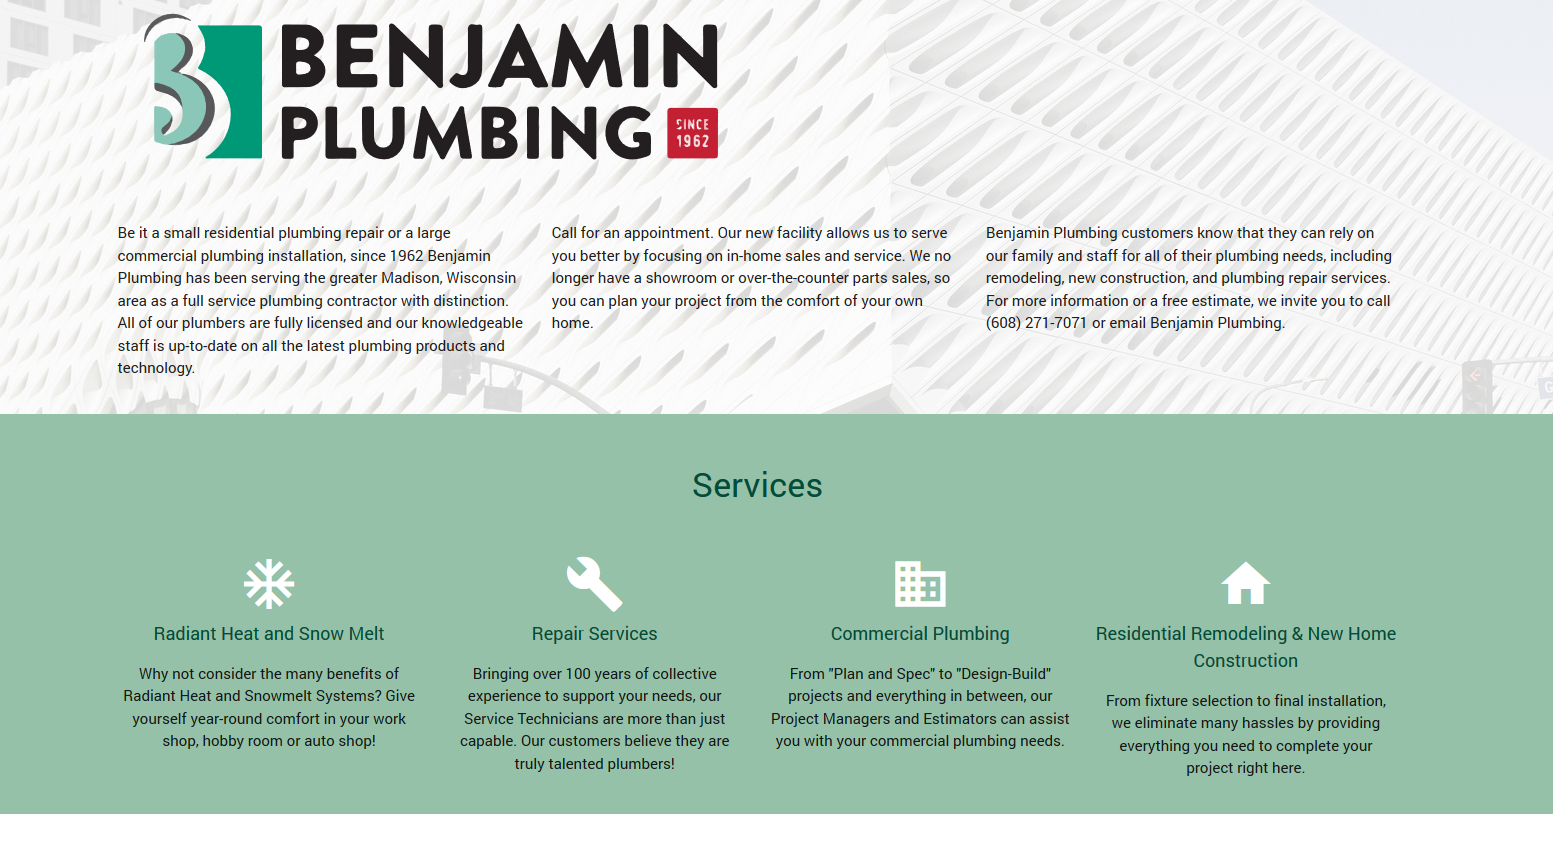 BENJAMIN
PLUMBING
SINCE
1962
Be it a small residential plumbing repair or a large
commercial plumbing installation, since 1962 Benjamin
Plumbing has been serving the greater Madison, Wisconsin
area as a full service plumbing contractor with distinction.
All of our plumbers are fully licensed and our knowledgeable
staff is up-to-date on all the latest plumbing products and
technology.
Call for an appointment. Our new facility allows us to serve
you better by focusing on in-home sales and service. We no
longer have a showroom or over-the-counter parts sales, so
you can plan your project from the comfort of your own
home.
Benjamin Plumbing customers know that they can rely on
our family and staff for all of their plumbing needs, including
remodeling, new construction, and plumbing repair services.
For more information or a free estimate, we invite you to call
(608) 271-7071 or email Benjamin Plumbing.
Services
Radiant Heat and Snow Melt
Why not consider the many benefits of
Radiant Heat and Snowmelt Systems? Give
yourself year-round comfort in your work
shop, hobby room or auto shop!
Repair Services
Bringing over 100 years of collective
experience to support your needs, our
Service Technicians are more than just
capable. Our customers believe they are
truly talented plumbers!
Commercial Plumbing
From "Plan and Spec" to "Design-Build"
projects and everything in between, our
Project Managers and Estimators can assist
you with your commercial plumbing needs.
Residential Remodeling & New Home
Construction
From fixture selection to final installation,
we eliminate many hassles by providing
everything you need to complete your
project right here.